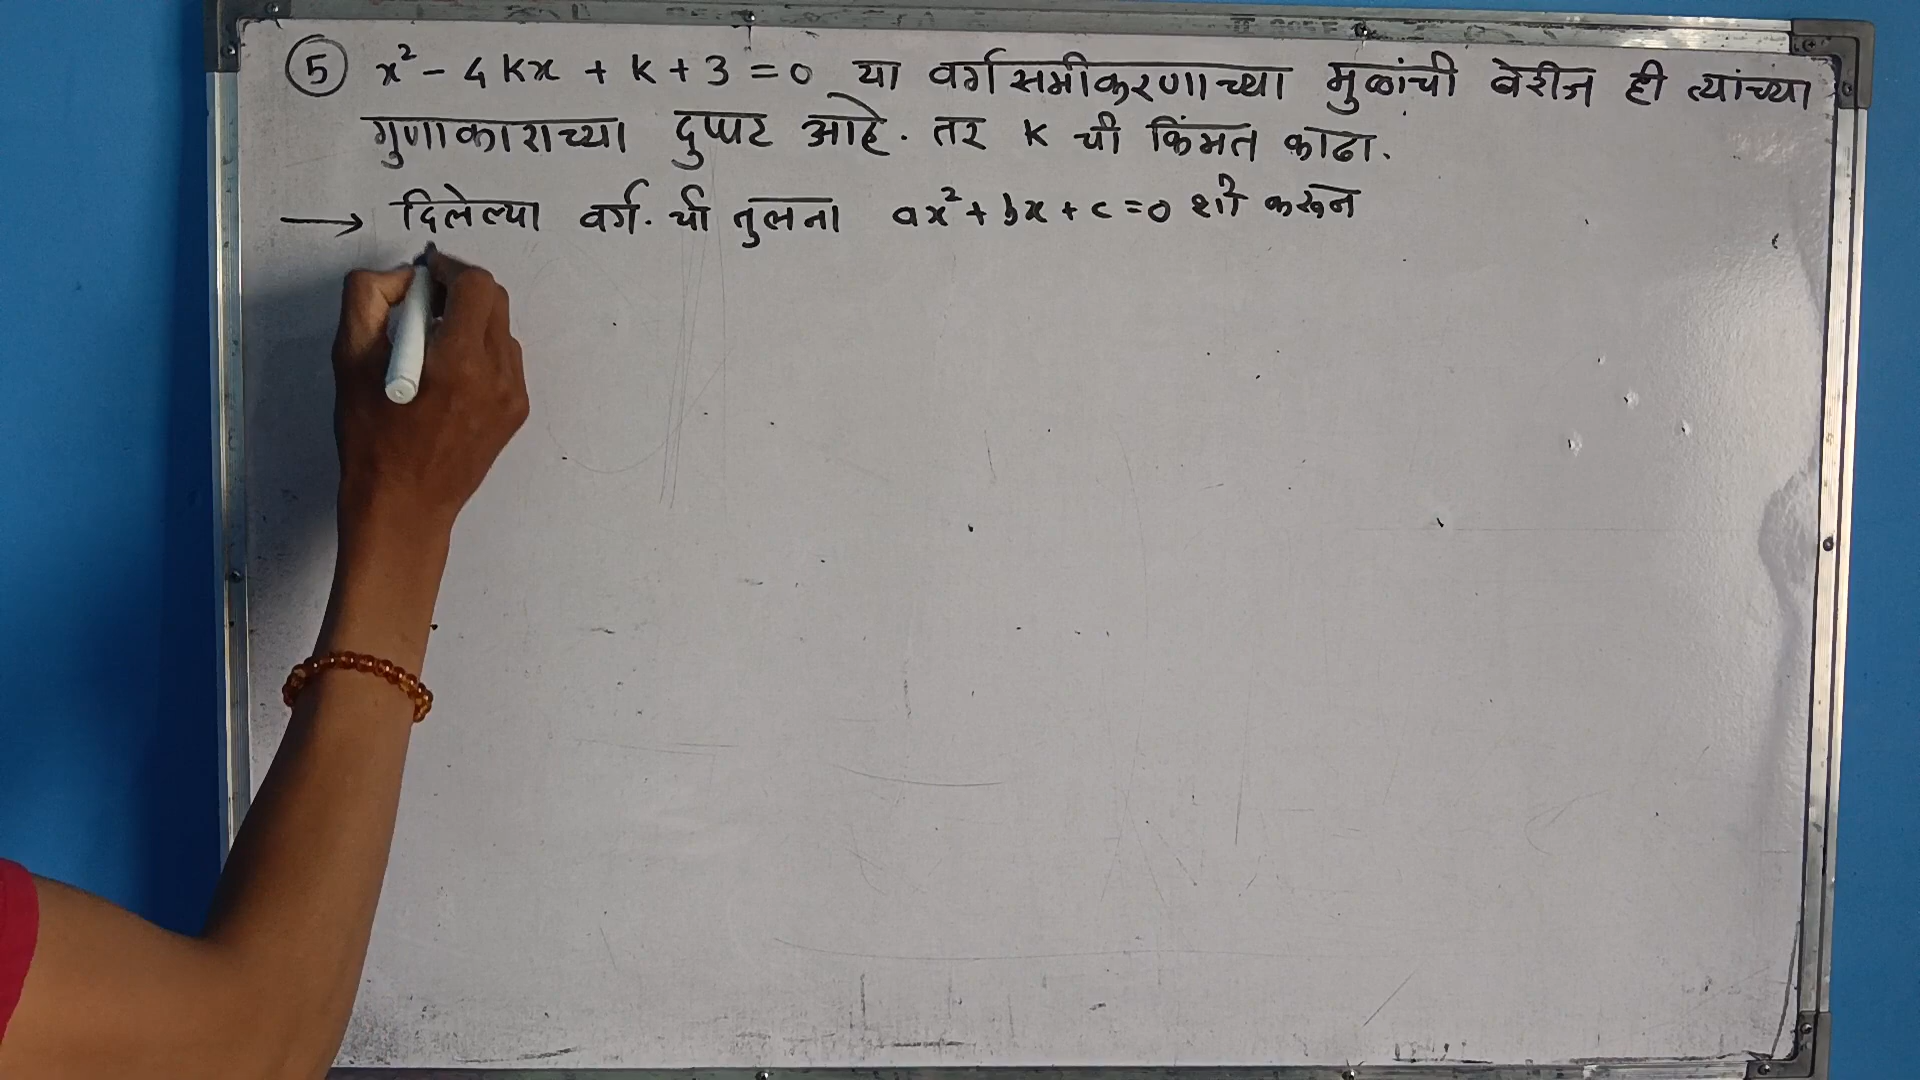 ⑤ x² - 4kx + k + 3 = 0 या वर्गसमीकरणाच्या मुळांची बेरीज ही त्यांच्या
गुणाकाराच्या दुप्पट आहे. तर k ची किंमत काढा.
→ दिलेल्या वर्ग. ची तुलना ax² + bx + c = 0 शी करून